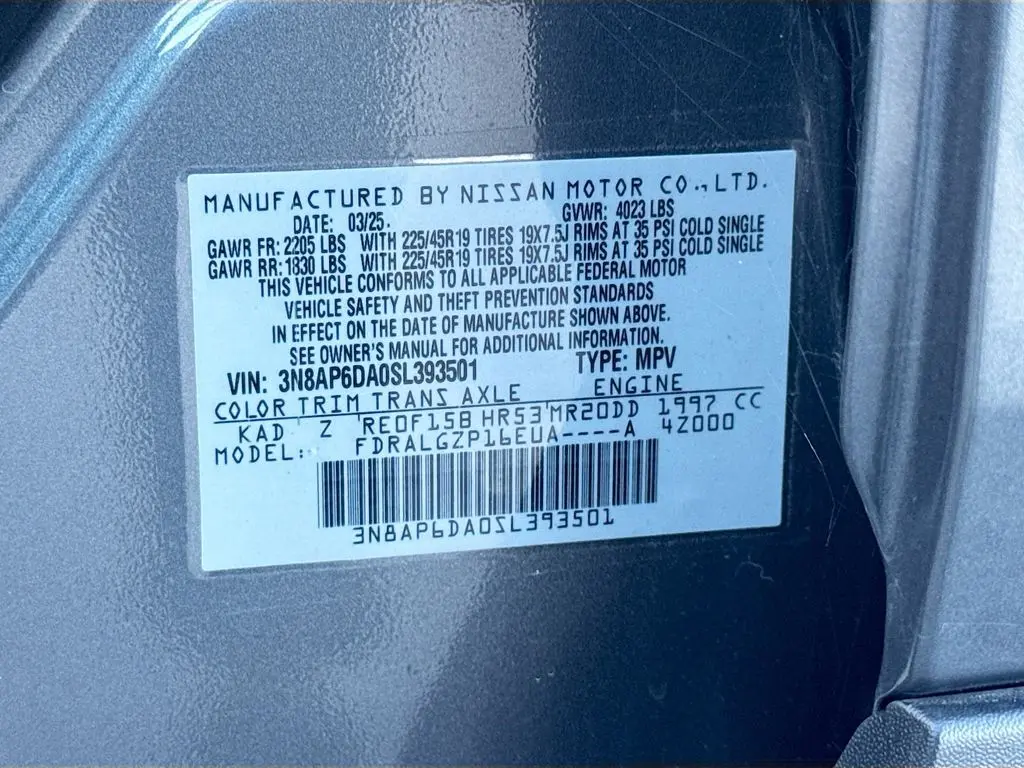 MANUFACTURED BY NISSAN MOTOR CO.,LTD.
DATE: 03/25. GVWR: 4023 LBS
GAWR FR: 2205 LBS WITH 225/45R19 TIRES 19X7.5J RIMS AT 35 PSI COLD SINGLE
GAWR RR: 1830 LBS WITH 225/45R19 TIRES 19X7.5J RIMS AT 35 PSI COLD SINGLE
THIS VEHICLE CONFORMS TO ALL APPLICABLE FEDERAL MOTOR
VEHICLE SAFETY AND THEFT PREVENTION STANDARDS
IN EFFECT ON THE DATE OF MANUFACTURE SHOWN ABOVE.
SEE OWNER'S MANUAL FOR ADDITIONAL INFORMATION.
VIN: 3N8AP6DA0SL393501 TYPE: MPV
COLOR TRIM TRANS AXLE ENGINE
KAD Z RE0F15B HR53 MR20DD 1997 CC
MODEL: FDRALGZP16EUA----A 4Z000
3N8AP6DA0SL393501